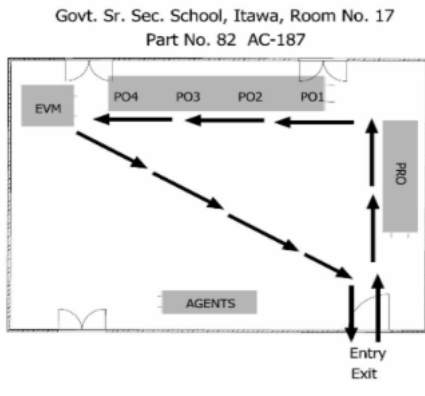 Govt. Sr. Sec. School, Itawa, Room No. 17
Part No. 82 AC-187
EVM
PO4 PO3 PO2 PO1
PRO
AGENTS
Entry
Exit